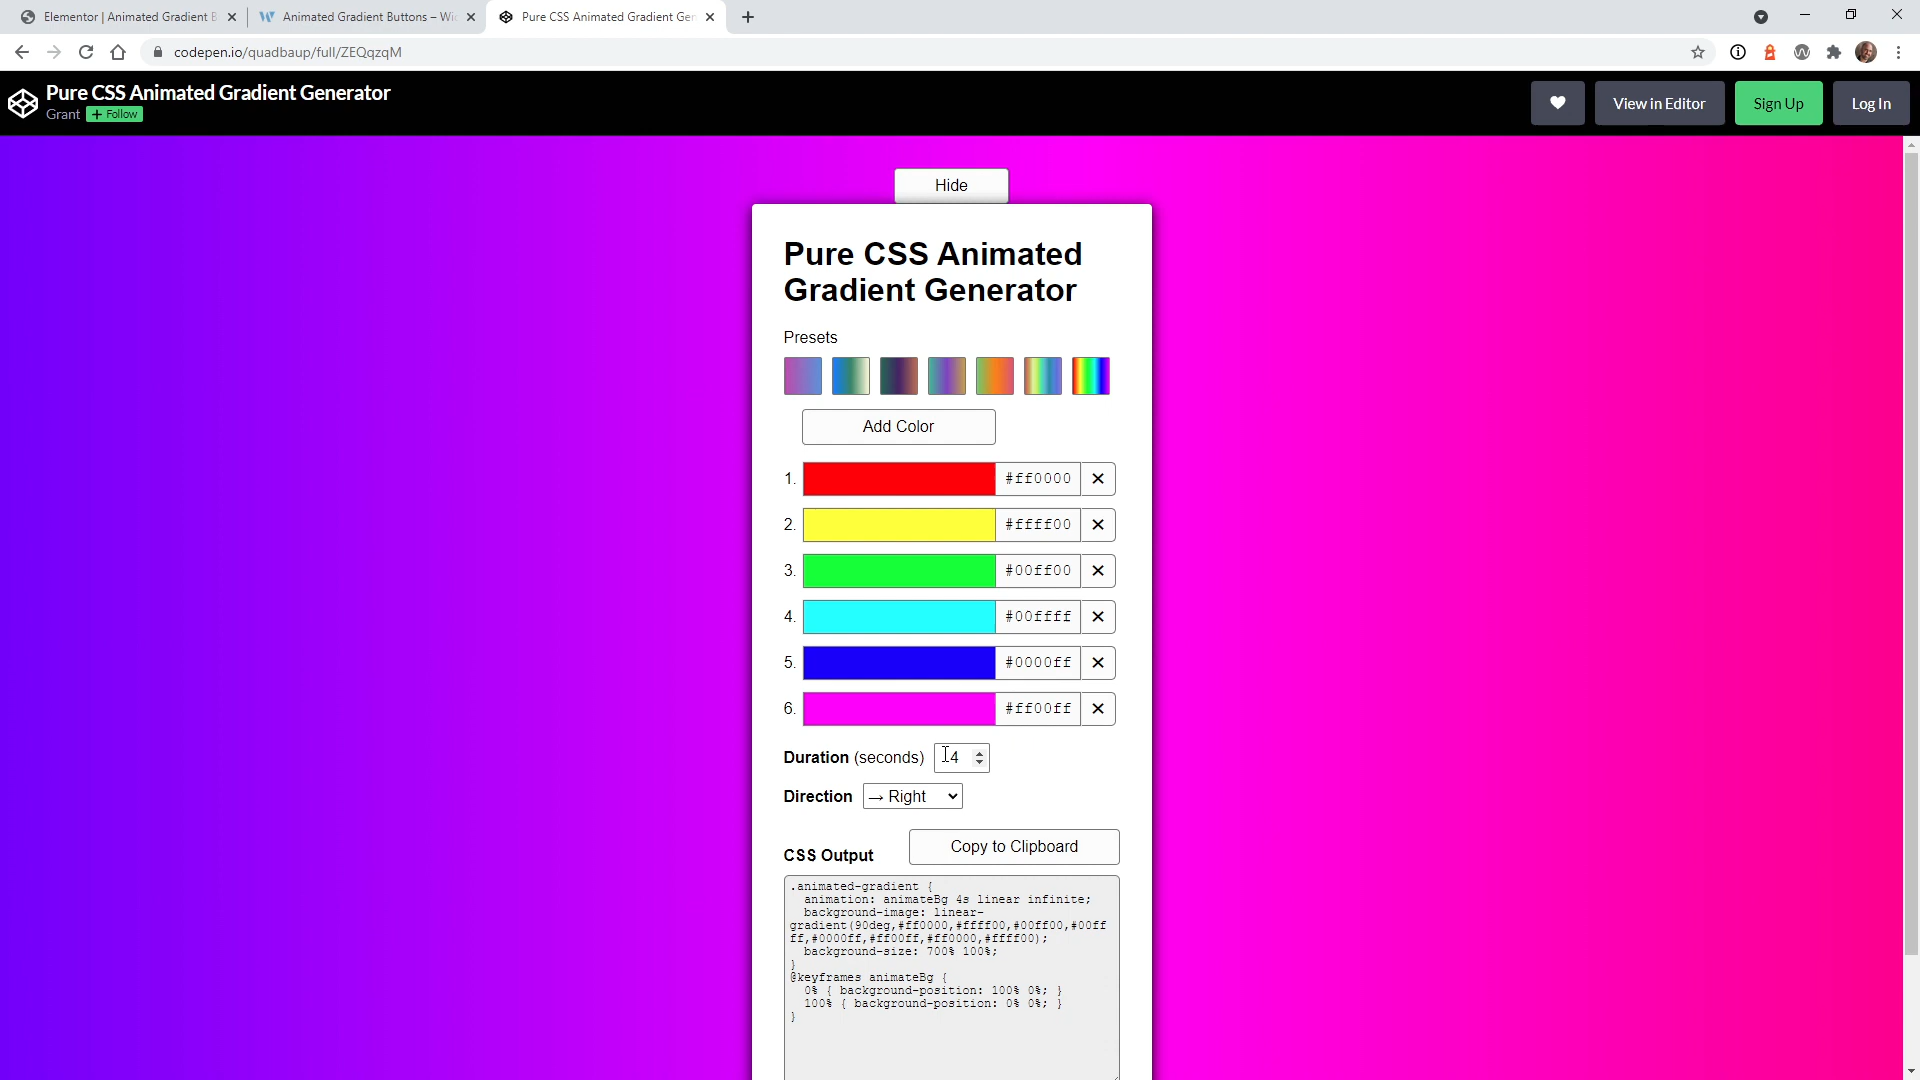 Elementor | Animated Gradient B
Animated Gradient Buttons – Wic
Pure CSS Animated Gradient Gen
codepen.io/quadbaup/full/ZEQqzqM
Pure CSS Animated Gradient Generator
Grant
+ Follow
View in Editor
Sign Up
Log In
Hide
Pure CSS Animated
Gradient Generator
Presets
Add Color
1. #ff0000 ✕
2. #ffff00 ✕
3. #00ff00 ✕
4. #00ffff ✕
5. #0000ff ✕
6. #ff00ff ✕
Duration (seconds) 4
Direction → Right
CSS Output
Copy to Clipboard
.animated-gradient {
animation: animateBg 4s linear infinite;
background-image: linear-
gradient(90deg,#ff0000,#ffff00,#00ff00,#00ff
ff,#0000ff,#ff00ff,#ff0000,#ffff00);
background-size: 700% 100%;
}
@keyframes animateBg {
0% { background-position: 100% 0%; }
100% { background-position: 0% 0%; }
}